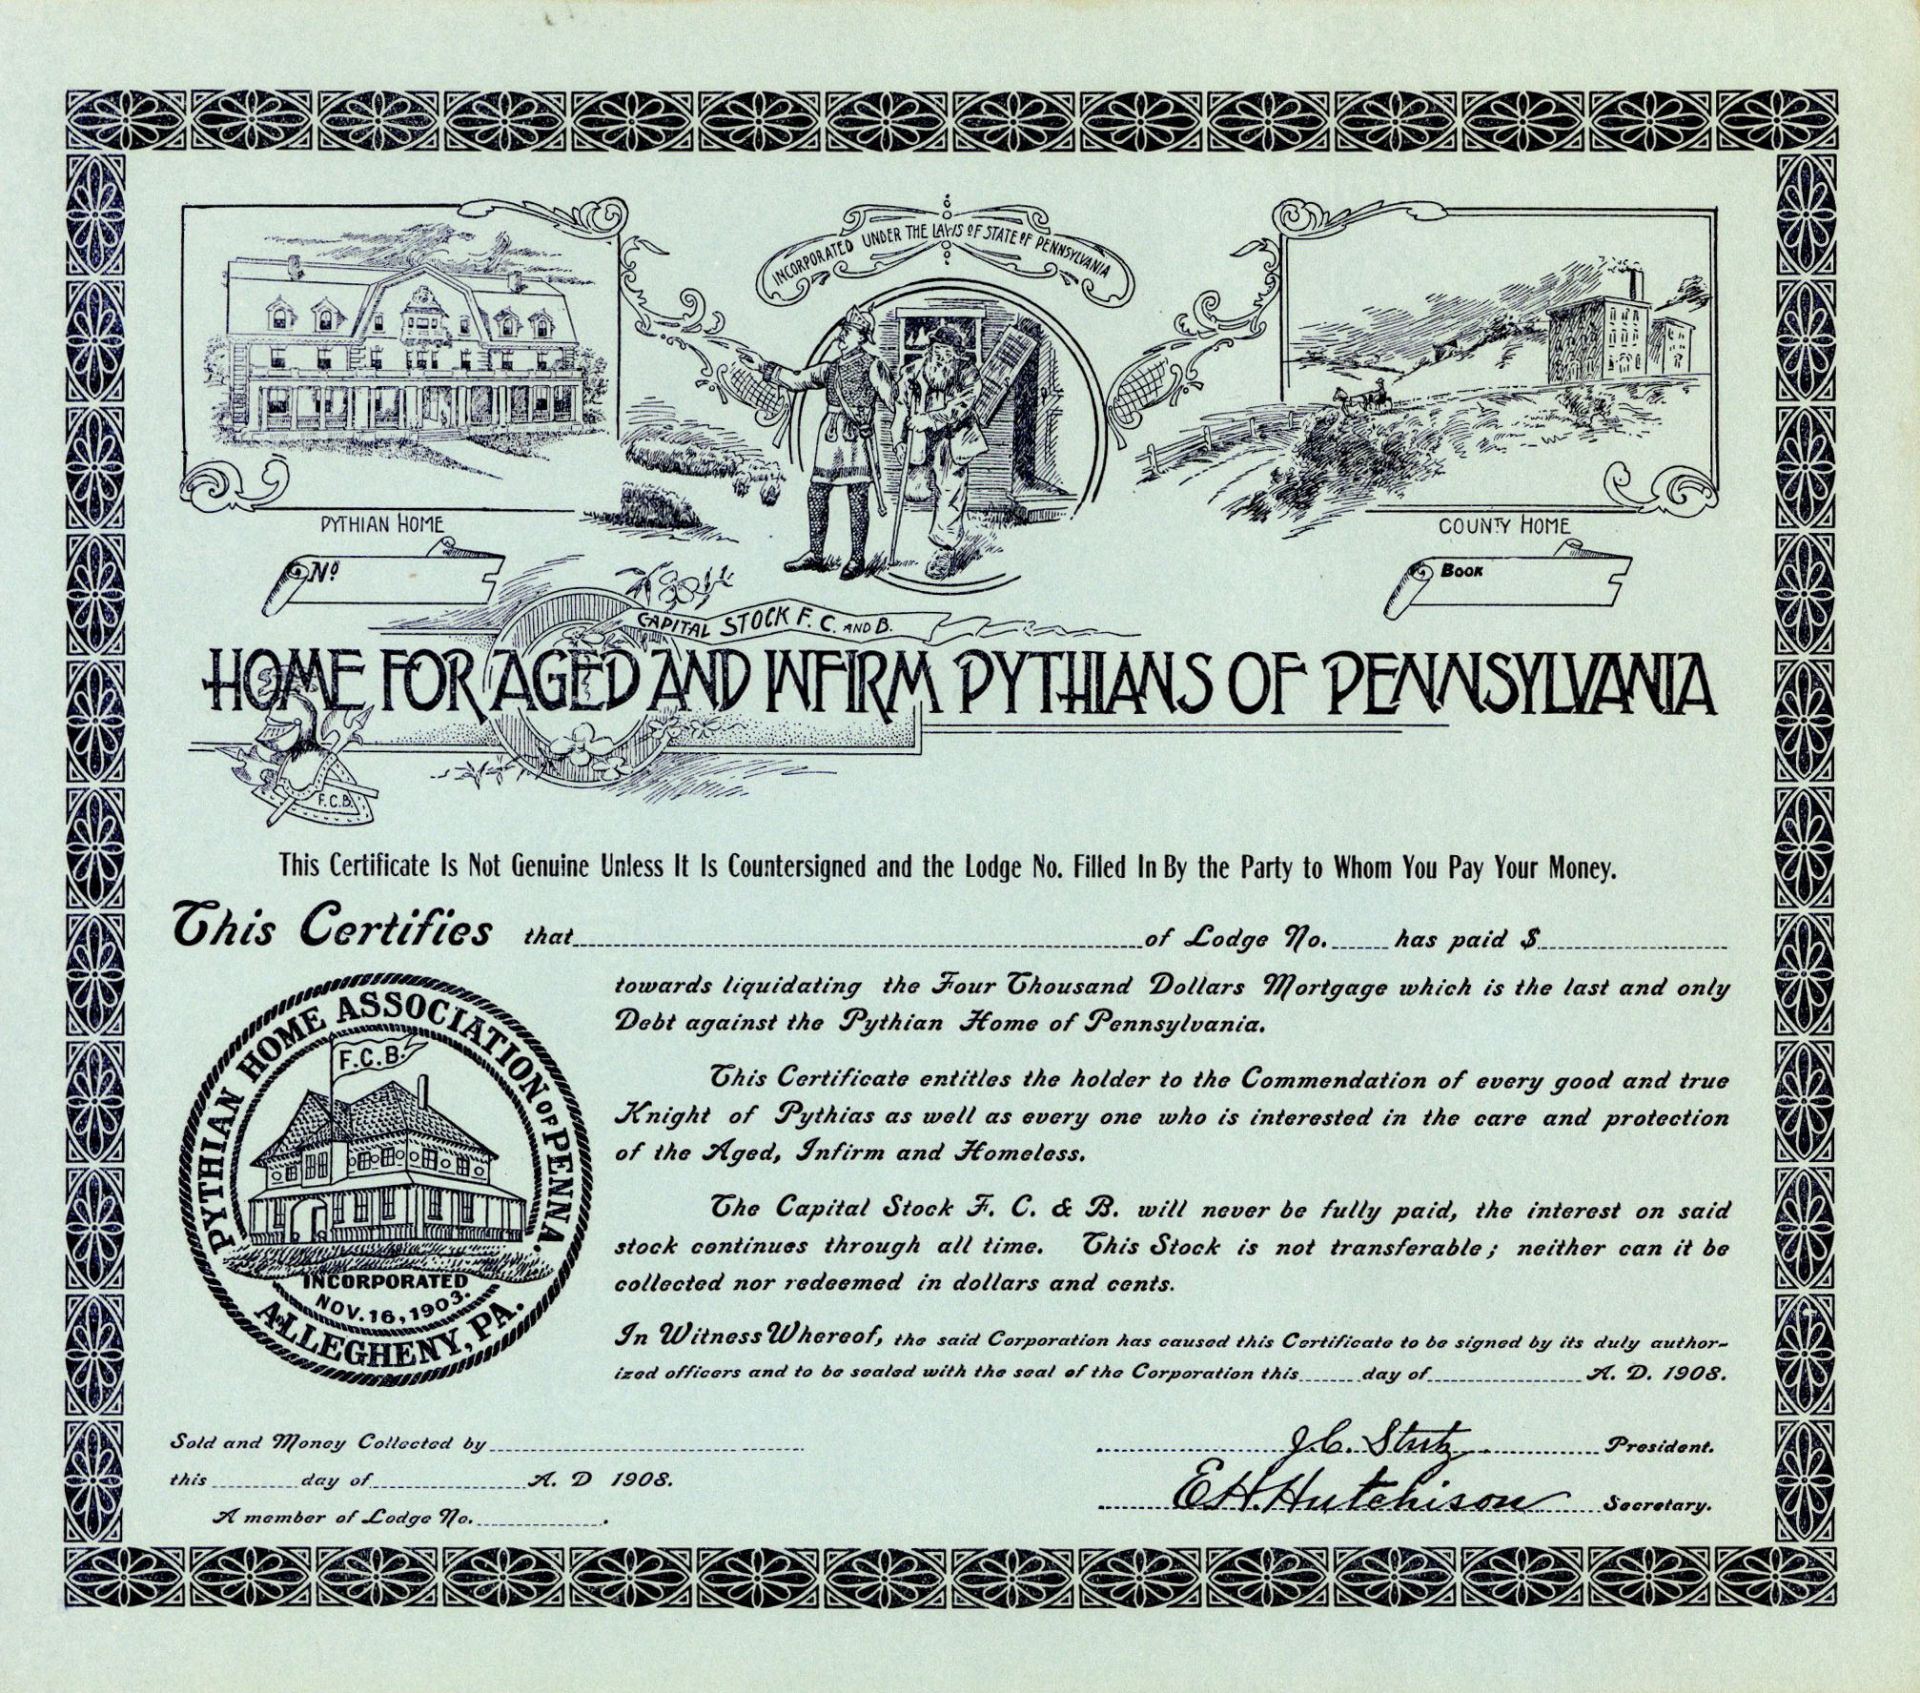 INCORPORATED UNDER THE LAWS OF STATE OF PENNSYLVANIA
PYTHIAN HOME
COUNTY HOME
No
BOOK
CAPITAL STOCK F. C. AND B.
HOME FOR AGED AND INFIRM PYTHIANS OF PENNSYLVANIA
F.C.B.
This Certificate Is Not Genuine Unless It Is Countersigned and the Lodge No. Filled In By the Party to Whom You Pay Your Money.
This Certifies that of Lodge No. has paid $
towards liquidating the Four Thousand Dollars Mortgage which is the last and only
Debt against the Pythian Home of Pennsylvania.
This Certificate entitles the holder to the Commendation of every good and true
Knight of Pythias as well as every one who is interested in the care and protection
of the Aged, Infirm and Homeless.
The Capital Stock F. C. & B. will never be fully paid, the interest on said
stock continues through all time. This Stock is not transferable; neither can it be
collected nor redeemed in dollars and cents.
In Witness Whereof, the said Corporation has caused this Certificate to be signed by its duly author-
ized officers and to be sealed with the seal of the Corporation this day of A. D. 1908.
PYTHIAN HOME ASSOCIATION OF PENNA.
F.C.B.
INCORPORATED
NOV. 16, 1903.
ALLEGHENY, PA.
Sold and Money Collected by
this day of A. D 1908.
A member of Lodge No. .
J.C. Stutz President.
E.H. Hutchison Secretary.